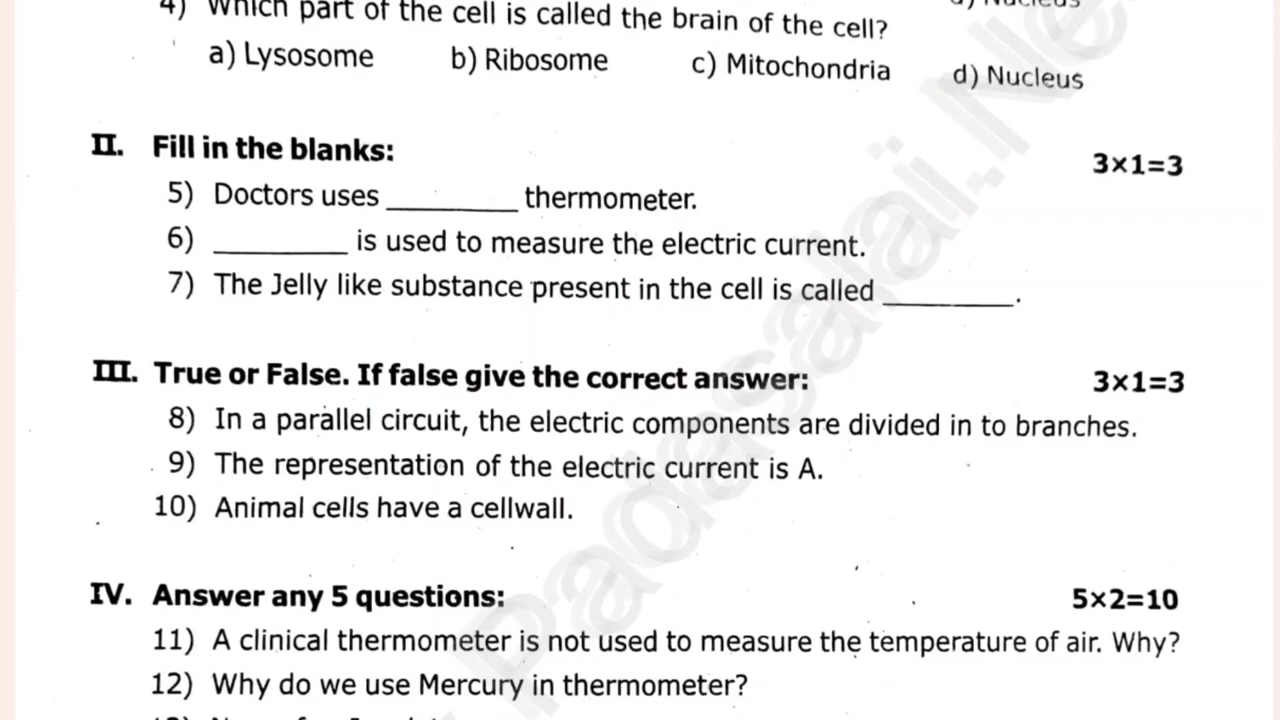 4) Which part of the cell is called the brain of the cell?
a) Lysosome b) Ribosome c) Mitochondria d) Nucleus
II. Fill in the blanks: 3×1=3
5) Doctors uses _________ thermometer.
6) _________ is used to measure the electric current.
7) The Jelly like substance present in the cell is called _________.
III. True or False. If false give the correct answer: 3×1=3
8) In a parallel circuit, the electric components are divided in to branches.
9) The representation of the electric current is A.
10) Animal cells have a cellwall.
IV. Answer any 5 questions: 5×2=10
11) A clinical thermometer is not used to measure the temperature of air. Why?
12) Why do we use Mercury in thermometer?
Padasalai.Ne